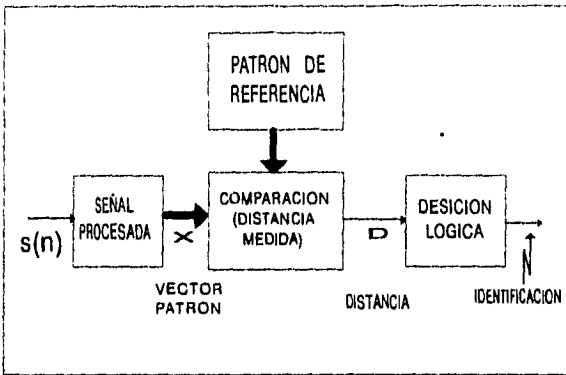 PATRON DE
REFERENCIA
SEÑAL
PROCESADA
COMPARACION
(DISTANCIA
MEDIDA)
DESICION
LOGICA
s(n)
X
D
VECTOR
PATRON
DISTANCIA
IDENTIFICACION